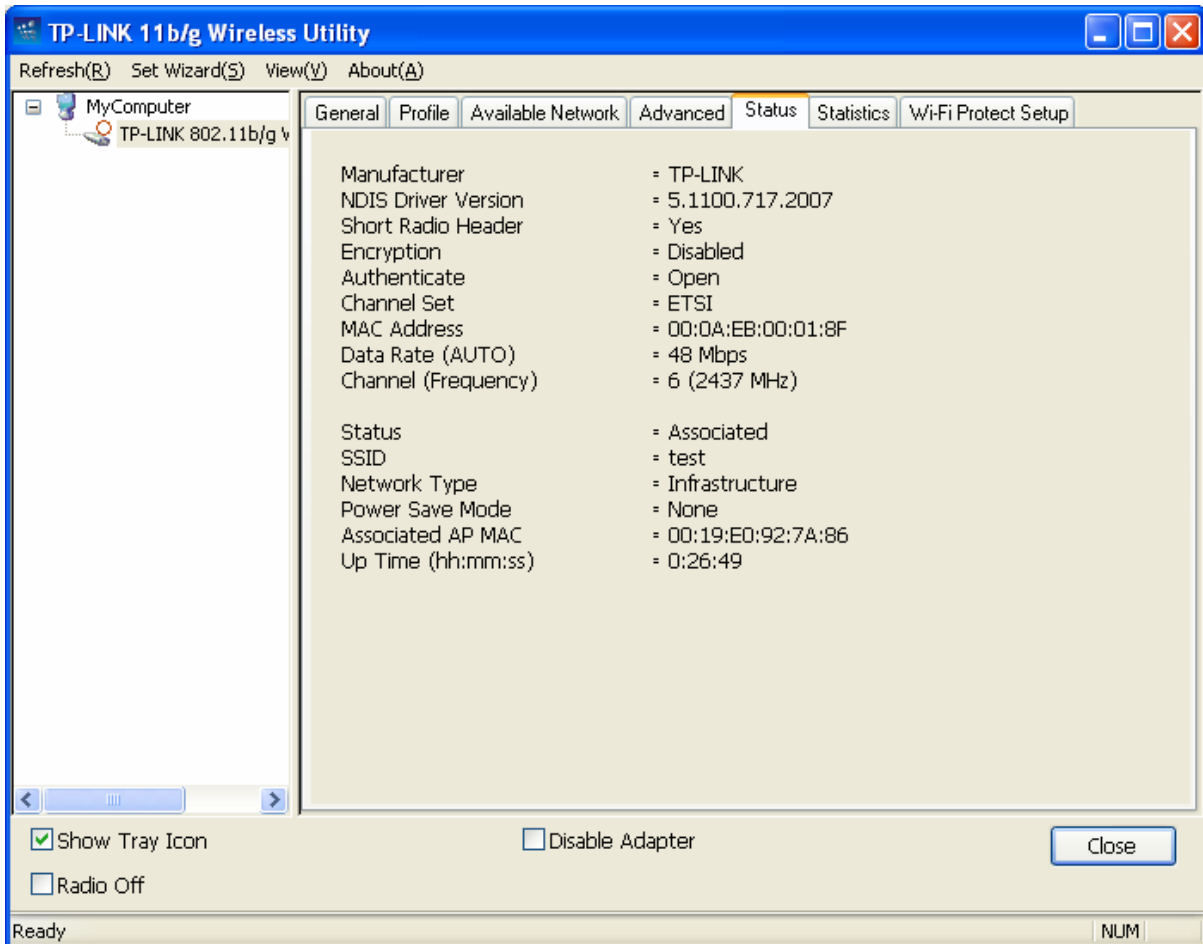 TP-LINK 11b/g Wireless Utility
Refresh(R) Set Wizard(S) View(V) About(A)
MyComputer
TP-LINK 802.11b/g
General Profile Available Network Advanced Status Statistics Wi-Fi Protect Setup
Manufacturer = TP-LINK
NDIS Driver Version = 5.1100.717.2007
Short Radio Header = Yes
Encryption = Disabled
Authenticate = Open
Channel Set = ETSI
MAC Address = 00:0A:EB:00:01:8F
Data Rate (AUTO) = 48 Mbps
Channel (Frequency) = 6 (2437 MHz)
Status = Associated
SSID = test
Network Type = Infrastructure
Power Save Mode = None
Associated AP MAC = 00:19:E0:92:7A:86
Up Time (hh:mm:ss) = 0:26:49
Show Tray Icon Disable Adapter Close
Radio Off
Ready NUM